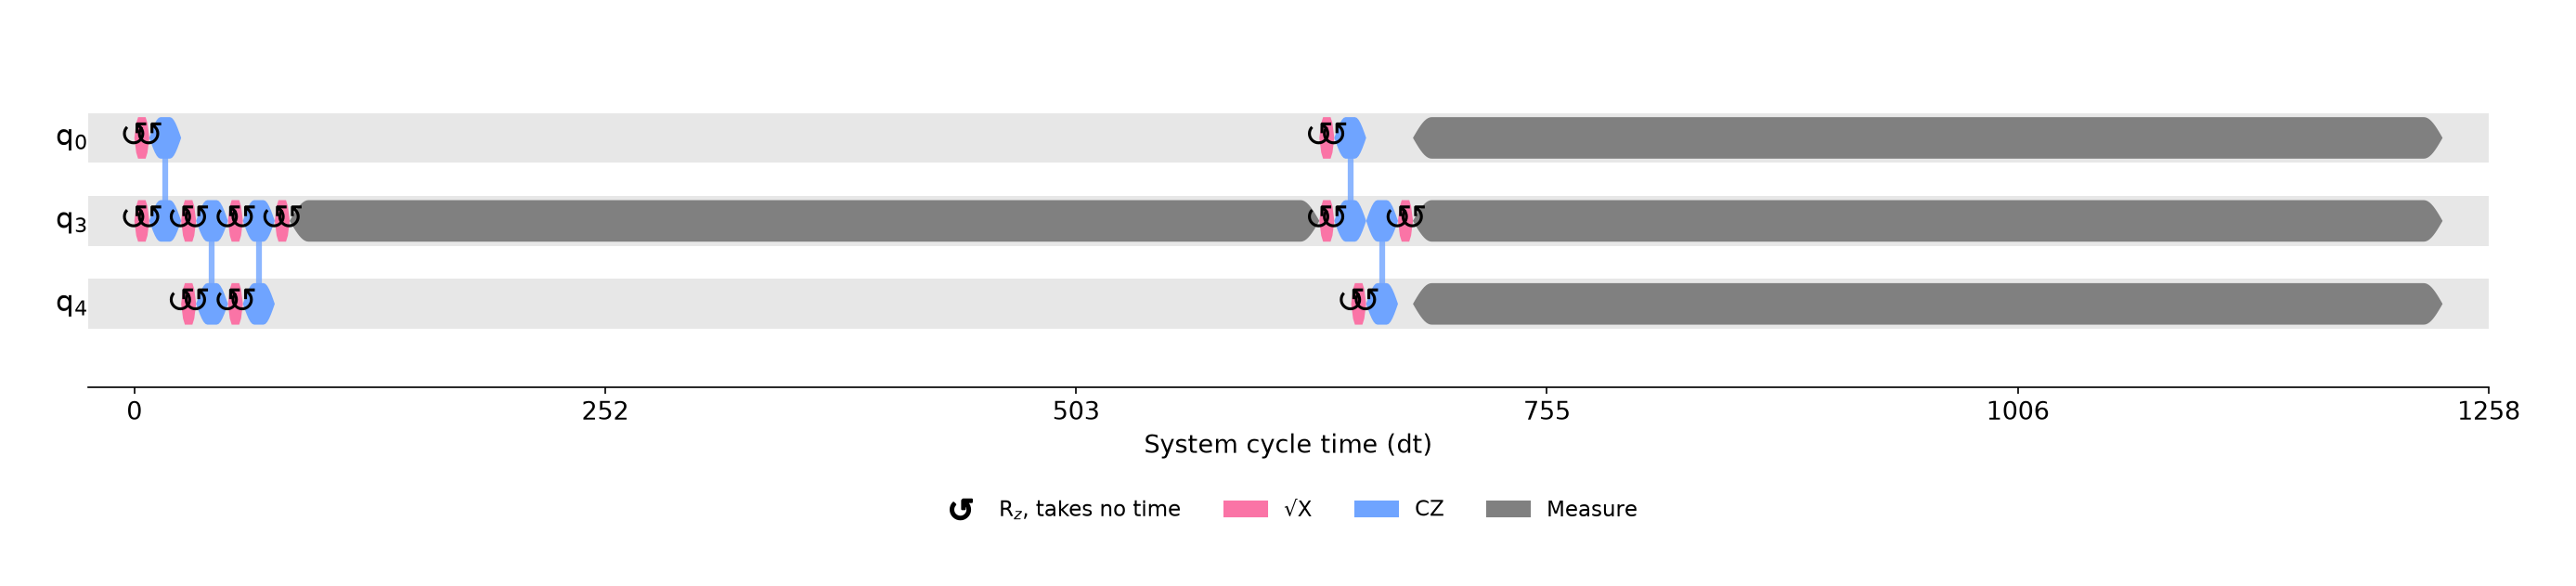 q0
q3
q4
0 252 503 755 1006 1258
System cycle time (dt)
Rz, takes no time √X CZ Measure